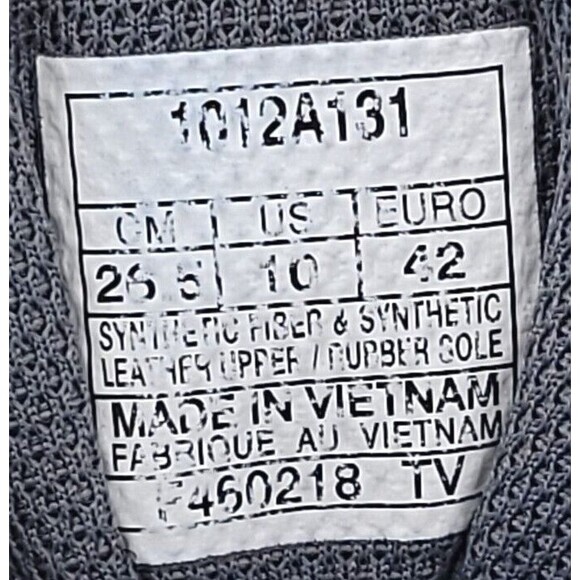 1012A131
CM US EURO
26.5 10 42
SYNTHETIC FIBER & SYNTHETIC
LEATHER UPPER / RUBBER SOLE
MADE IN VIETNAM
FABRIQUE AU VIETNAM
F460218 TV